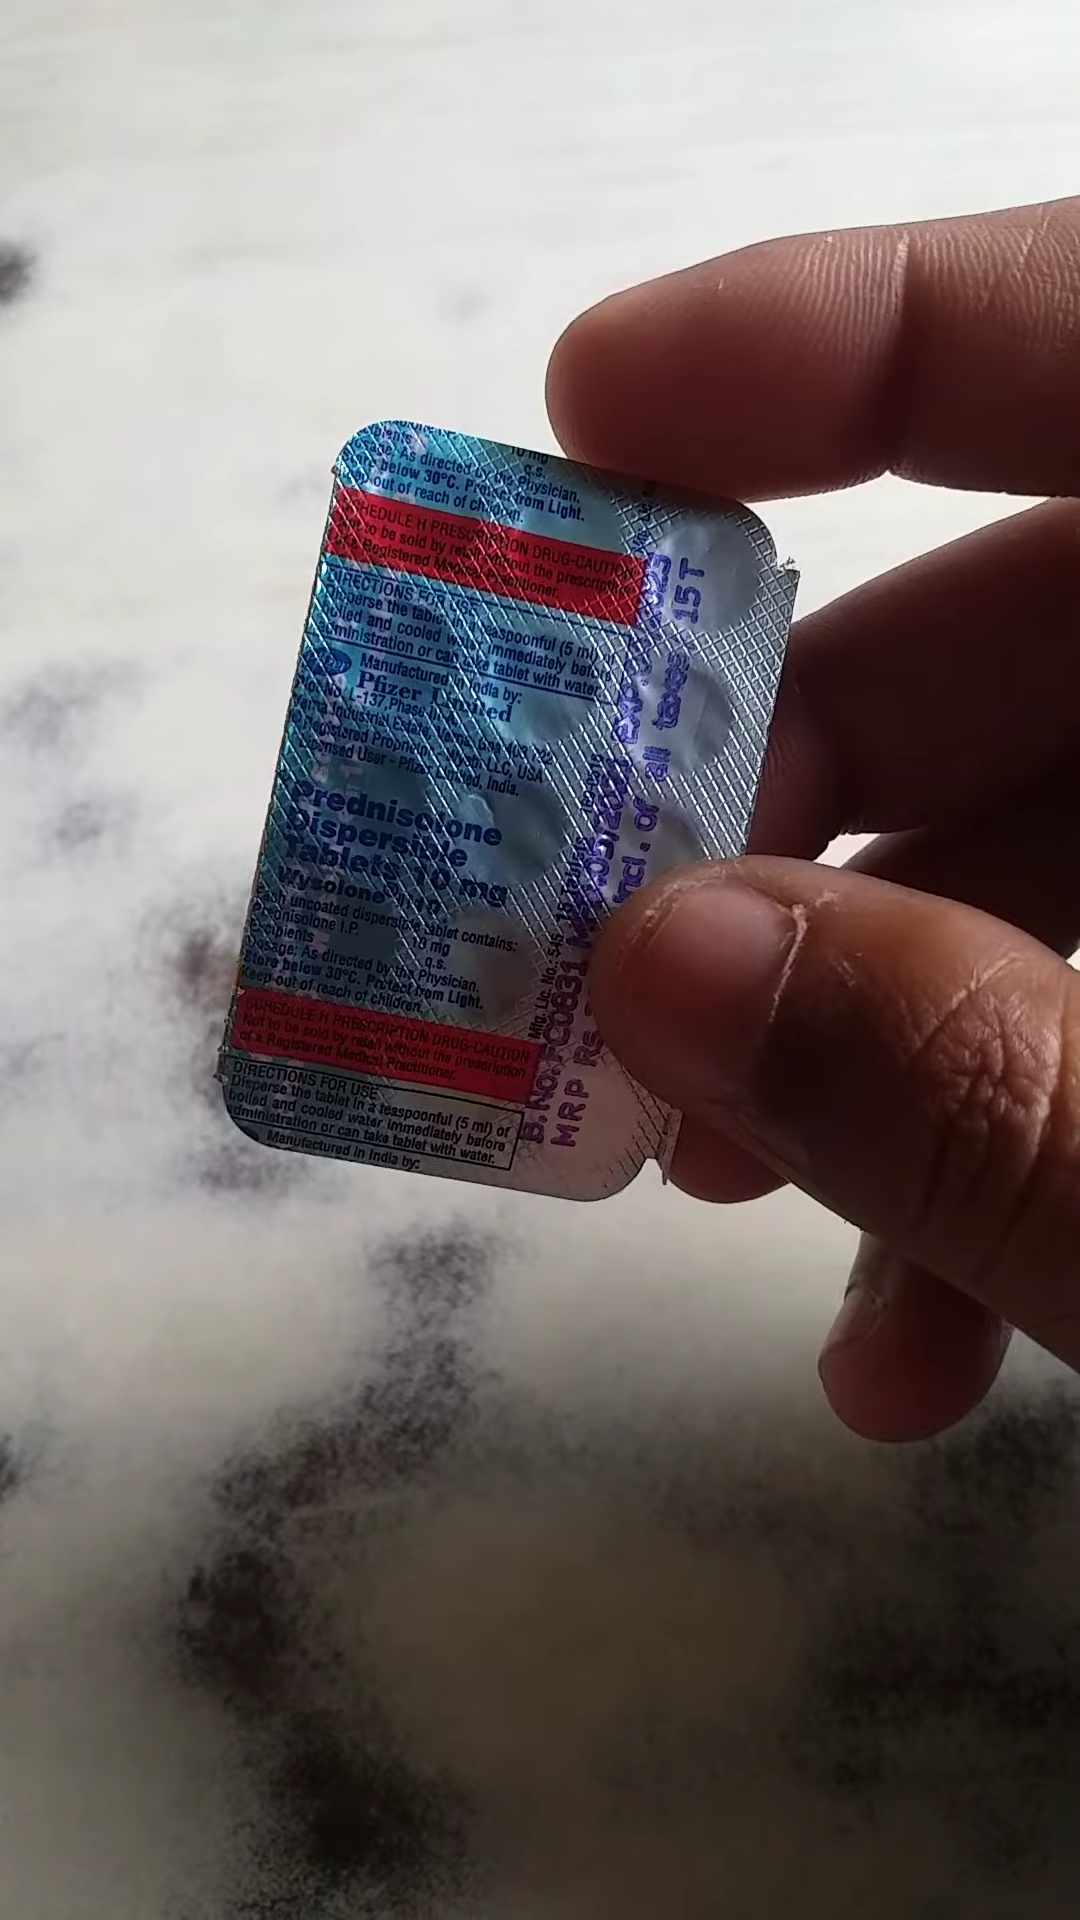 10 mg
q.s.
As directed by the Physician.
below 30°C. Protect from Light.
out of reach of children.
SCHEDULE H PRESCRIPTION DRUG-CAUTION
Not to be sold by retail without the prescription
Registered Medical Practitioner.
DIRECTIONS FOR USE
Disperse the tablet teaspoonful (5 ml) of
boiled and cooled water immediately before
administration or can take tablet with water.
Manufactured in India by:
Pfizer Limited
L-137, Phase
Industrial Estate,
Registered LLC, USA
Licensed User - Pfizer Limited, India.
Prednisolone
Dispersible
Tablets 10 mg
Wysolone
Each uncoated dispersible tablet contains:
Prednisolone I.P. 10 mg
Excipients q.s.
Dosage: As directed by the Physician.
Store below 30°C. Protect from Light.
Keep out of reach of children.
SCHEDULE H PRESCRIPTION DRUG-CAUTION
Not to be sold by retail without the prescription
of a Registered Medical Practitioner.
DIRECTIONS FOR USE
Disperse the tablet in a teaspoonful (5 ml) of
boiled and cooled water immediately before
administration or can take tablet with water.
Manufactured in India by:
Mfg. Lic. No.: 545
MRP Rs incl. of all taxes 15T